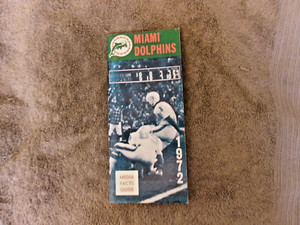 MIAMI
DOLPHINS
1972
MEDIA
FACTS
GUIDE